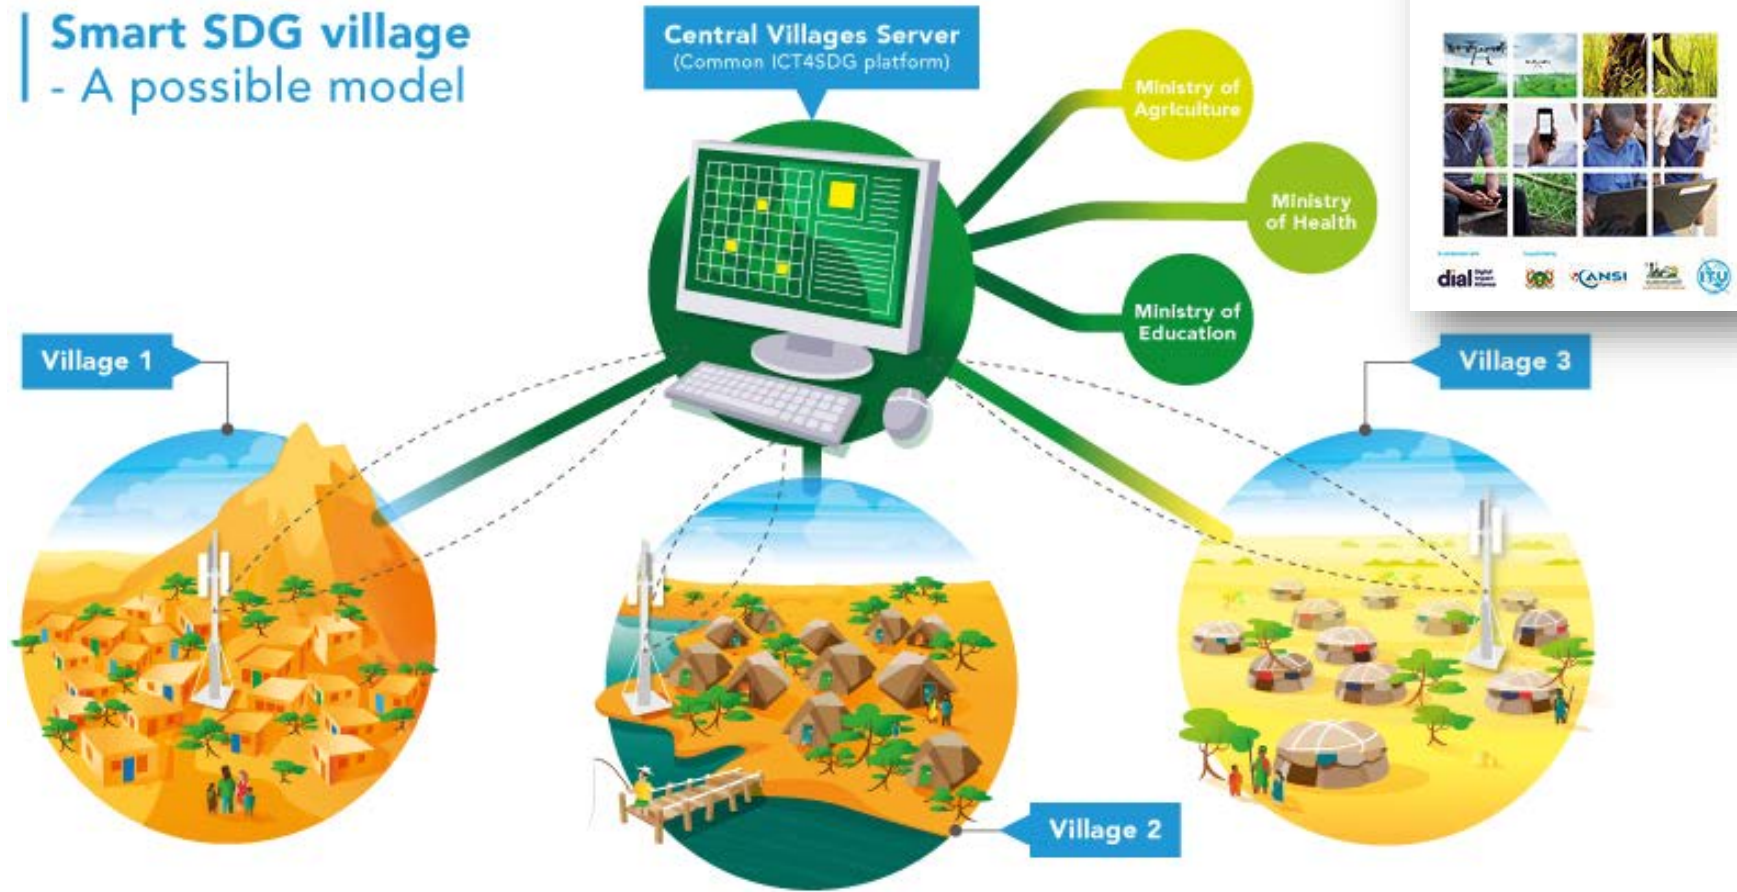 Smart SDG village
- A possible model
Central Villages Server
(Common ICT4SDG platform)
Ministry of
Agriculture
Ministry
of Health
Ministry of
Education
dial
ANSI
ITU
Village 1
Village 3
Village 2